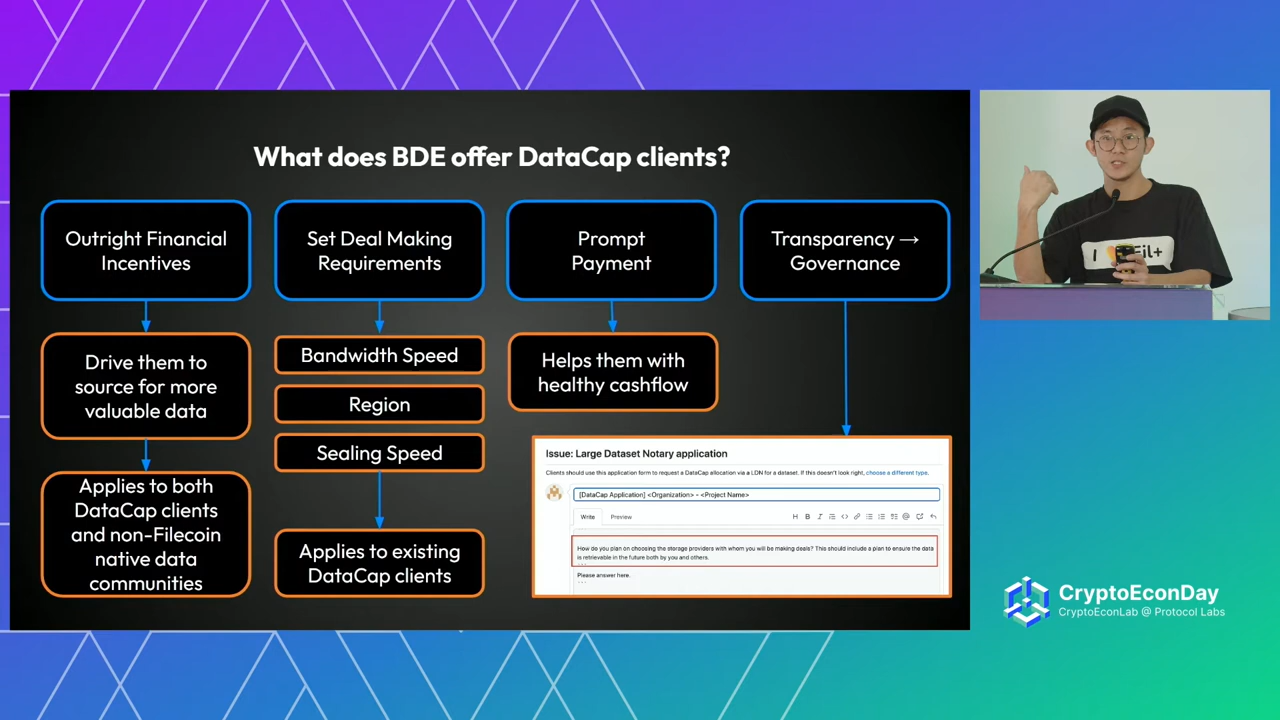 What does BDE offer DataCap clients?
Outright Financial
Incentives
Drive them to
source for more
valuable data
Applies to both
DataCap clients
and non-Filecoin
native data
communities
Set Deal Making
Requirements
Bandwidth Speed
Region
Sealing Speed
Applies to existing
DataCap clients
Prompt
Payment
Helps them with
healthy cashflow
Transparency →
Governance
Issue: Large Dataset Notary application
Clients should use this application form to request a DataCap allocation via a LDN for a dataset. If this doesn't look right, choose a different type.
[DataCap Application] <Organization> - <Project Name>
Write Preview
How do you plan on choosing the storage providers with whom you will be making deals? This should include a plan to ensure the data
is retrievable in the future both by you and others.
Please answer here.
I Fil+
CryptoEconDay
CryptoEconLab @ Protocol Labs